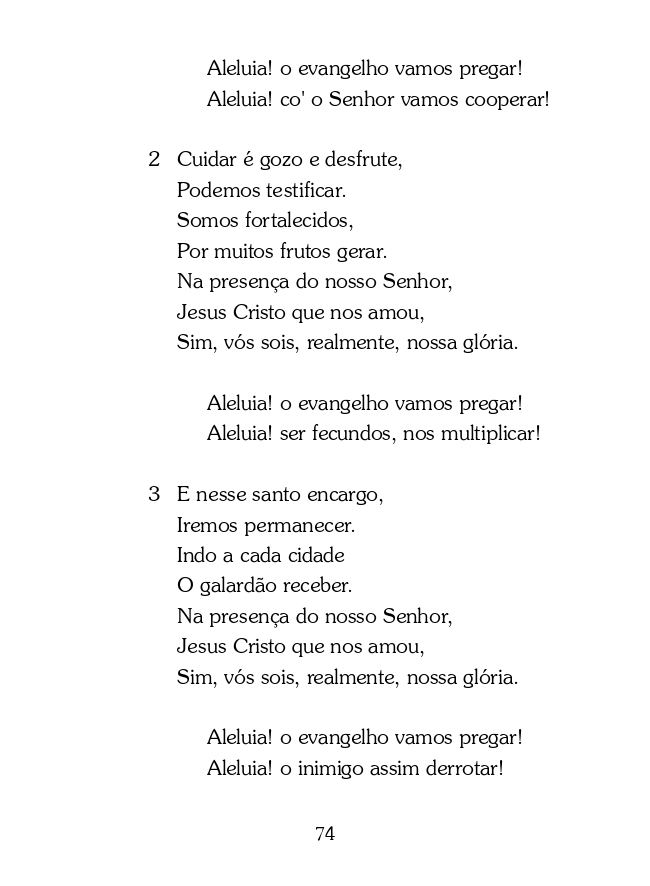 Aleluia! o evangelho vamos pregar!
Aleluia! co' o Senhor vamos cooperar!
2 Cuidar é gozo e desfrute,
Podemos testificar.
Somos fortalecidos,
Por muitos frutos gerar.
Na presença do nosso Senhor,
Jesus Cristo que nos amou,
Sim, vós sois, realmente, nossa glória.
Aleluia! o evangelho vamos pregar!
Aleluia! ser fecundos, nos multiplicar!
3 E nesse santo encargo,
Iremos permanecer.
Indo a cada cidade
O galardão receber.
Na presença do nosso Senhor,
Jesus Cristo que nos amou,
Sim, vós sois, realmente, nossa glória.
Aleluia! o evangelho vamos pregar!
Aleluia! o inimigo assim derrotar!
74